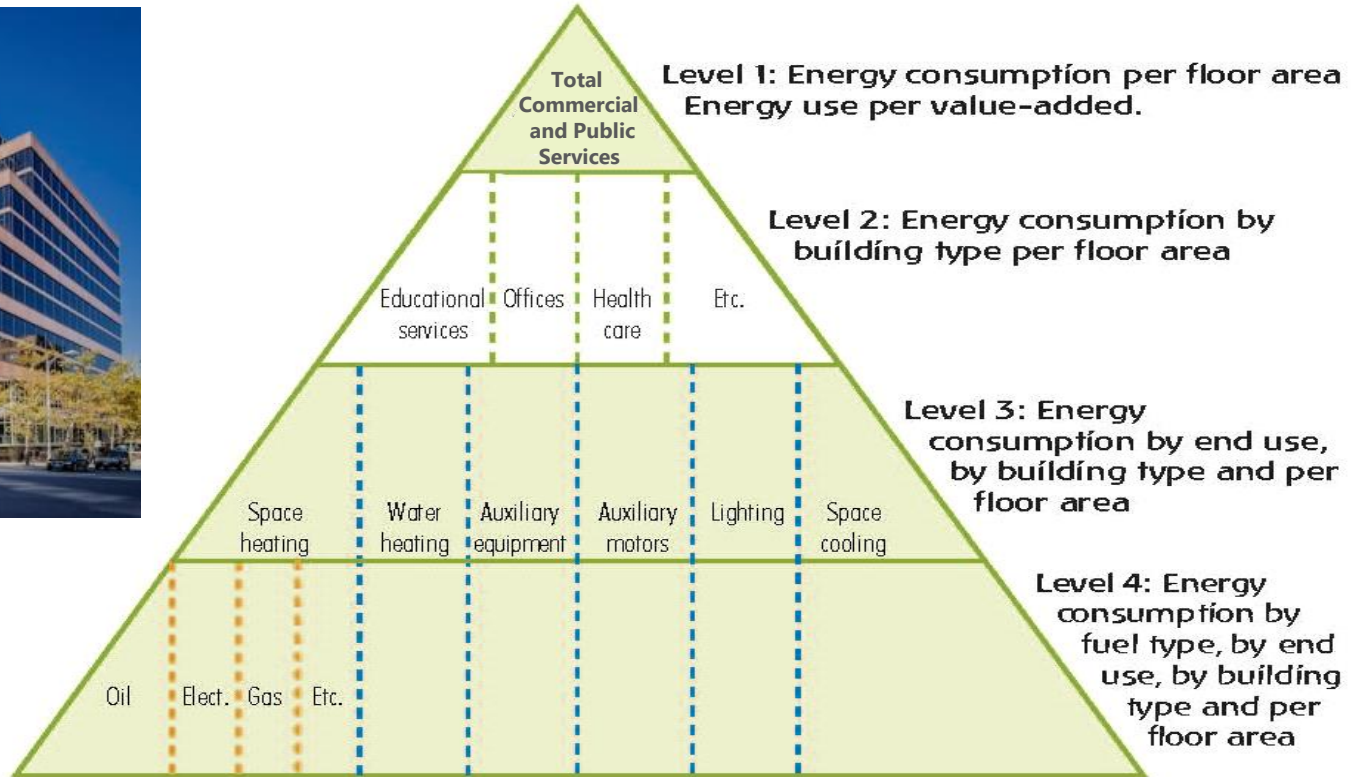 Total
Commercial
and Public
Services
Level 1: Energy consumption per floor area
Energy use per value-added.
Level 2: Energy consumption by
building type per floor area
Educational
services
Offices
Health
care
Etc.
Level 3: Energy
consumption by end use,
by building type and per
floor area
Space
heating
Water
heating
Auxiliary
equipment
Auxiliary
motors
Lighting
Space
cooling
Level 4: Energy
consumption by
fuel type, by end
use, by building
type and per
floor area
Oil
Elect.
Gas
Etc.